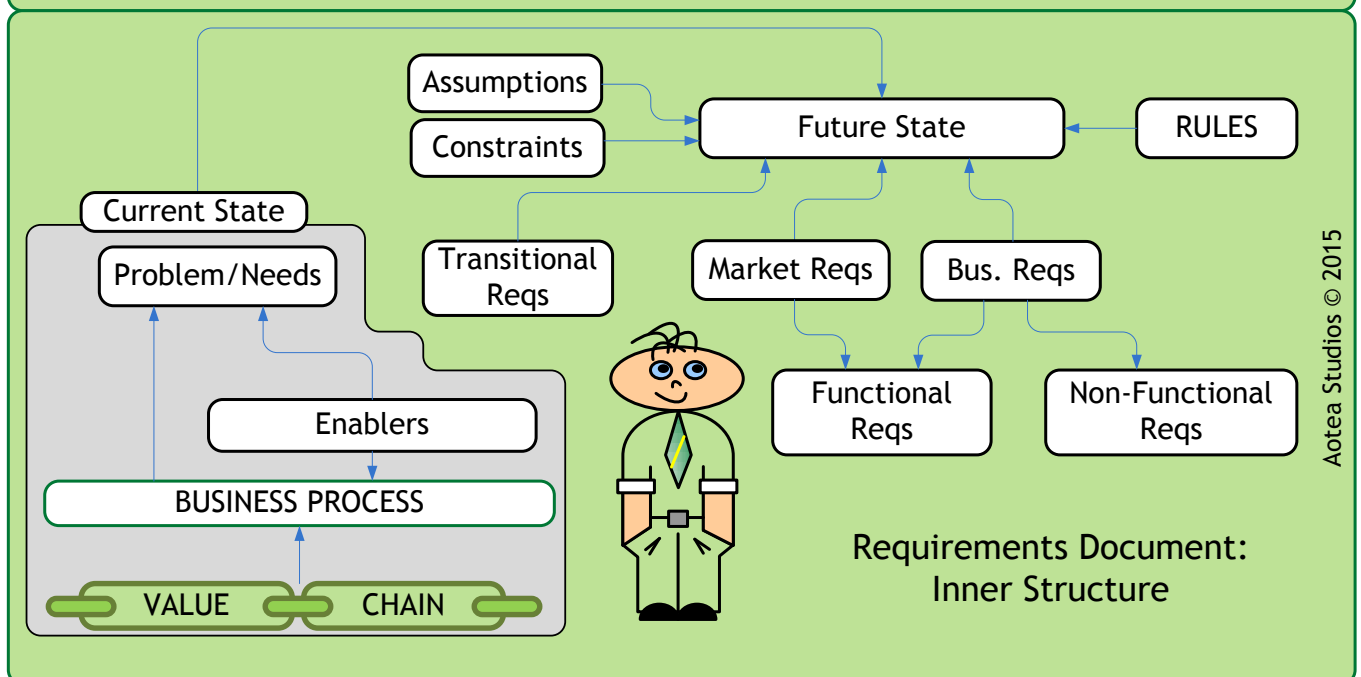 Assumptions
Future State
RULES
Constraints
Current State
Problem/Needs
Transitional
Reqs
Market Reqs
Bus. Reqs
Enablers
Functional
Reqs
Non-Functional
Reqs
BUSINESS PROCESS
VALUE
CHAIN
Requirements Document:
Inner Structure
Aotea Studios © 2015